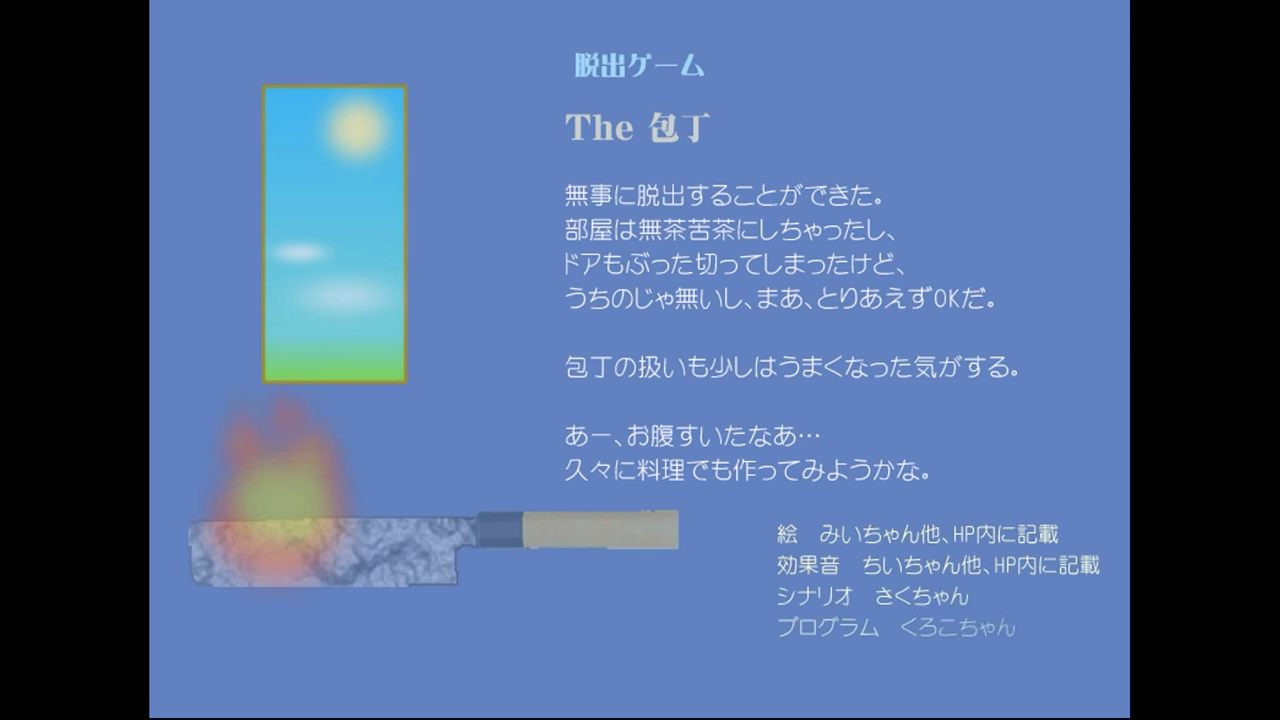 脱出ゲーム
The 包丁
無事に脱出することができた。
部屋は無茶苦茶にしちゃったし、
ドアもぶった切ってしまったけど、
うちのじゃ無いし、まあ、とりあえずOKだ。
包丁の扱いも少しはうまくなった気がする。
あー、お腹すいたなあ…
久々に料理でも作ってみようかな。
絵　みいちゃん他、HP内に記載
効果音　ちいちゃん他、HP内に記載
シナリオ　さくちゃん
プログラム　くろこちゃん